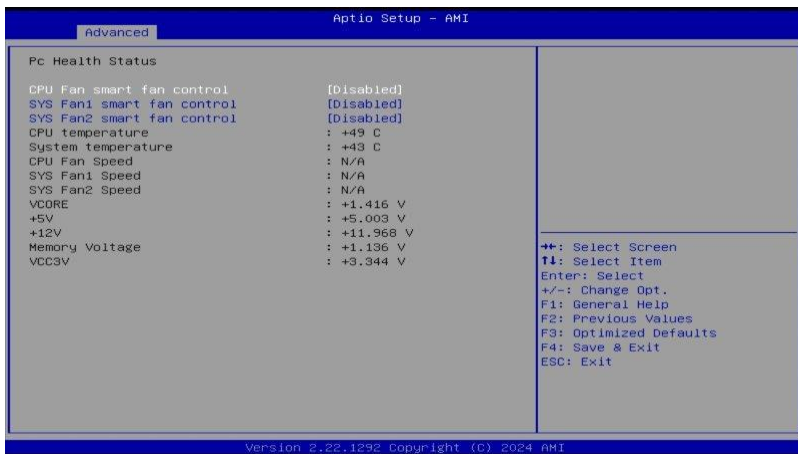 Aptio Setup - AMI
Advanced
Pc Health Status
CPU Fan smart fan control [Disabled]
SYS Fan1 smart fan control [Disabled]
SYS Fan2 smart fan control [Disabled]
CPU temperature : +49 C
System temperature : +43 C
CPU Fan Speed : N/A
SYS Fan1 Speed : N/A
SYS Fan2 Speed : N/A
VCORE : +1.416 V
+5V : +5.003 V
+12V : +11.968 V
Memory Voltage : +1.136 V
VCC3V : +3.344 V
→←: Select Screen
↑↓: Select Item
Enter: Select
+/-: Change Opt.
F1: General Help
F2: Previous Values
F3: Optimized Defaults
F4: Save & Exit
ESC: Exit
Version 2.22.1292 Copyright (C) 2024 AMI